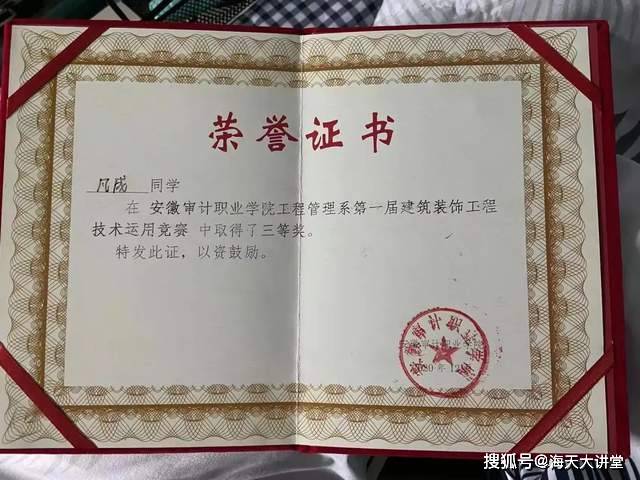 荣誉证书
凡成 同学
在 安徽审计职业学院工程管理系第一届建筑装饰工程
技术运用竞赛 中取得了三等奖。
特发此证，以资鼓励。
搜狐号@海天大讲堂